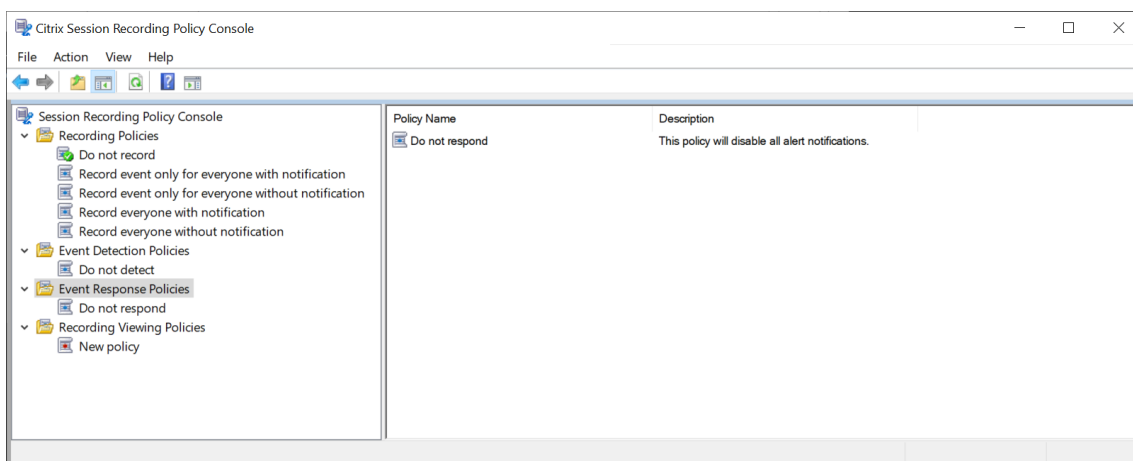 Citrix Session Recording Policy Console
File Action View Help
Session Recording Policy Console
Recording Policies
Do not record
Record event only for everyone with notification
Record event only for everyone without notification
Record everyone with notification
Record everyone without notification
Event Detection Policies
Do not detect
Event Response Policies
Do not respond
Recording Viewing Policies
New policy
Policy Name Description
Do not respond This policy will disable all alert notifications.